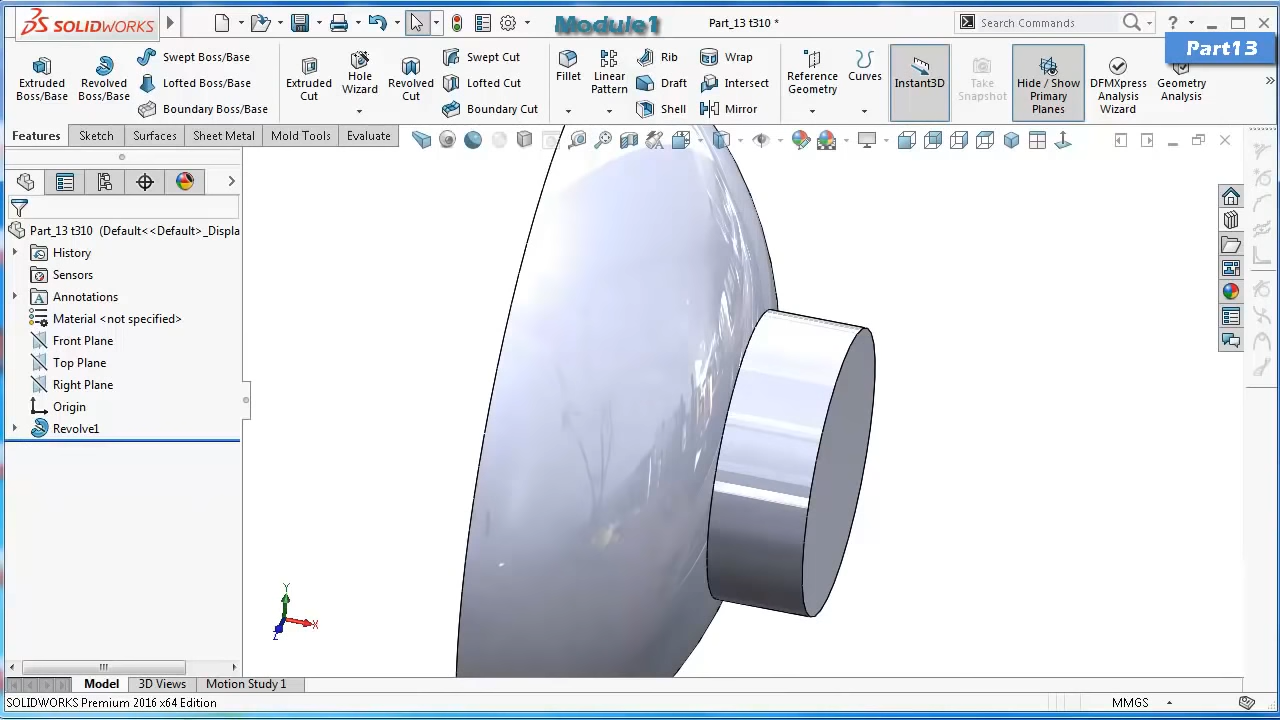 SOLIDWORKS
Module1
Part_13 t310 *
Search Commands
Part13
Extruded Boss/Base
Revolved Boss/Base
Swept Boss/Base
Lofted Boss/Base
Boundary Boss/Base
Extruded Cut
Hole Wizard
Revolved Cut
Swept Cut
Lofted Cut
Boundary Cut
Fillet
Linear Pattern
Rib
Draft
Shell
Wrap
Intersect
Mirror
Reference Geometry
Curves
Instant3D
Take Snapshot
Hide / Show Primary Planes
DFMXpress Analysis Wizard
Geometry Analysis
Features
Sketch
Surfaces
Sheet Metal
Mold Tools
Evaluate
Part_13 t310 (Default<<Default>_Displa
History
Sensors
Annotations
Material <not specified>
Front Plane
Top Plane
Right Plane
Origin
Revolve1
Y
X
Z
Model
3D Views
Motion Study 1
SOLIDWORKS Premium 2016 x64 Edition
MMGS